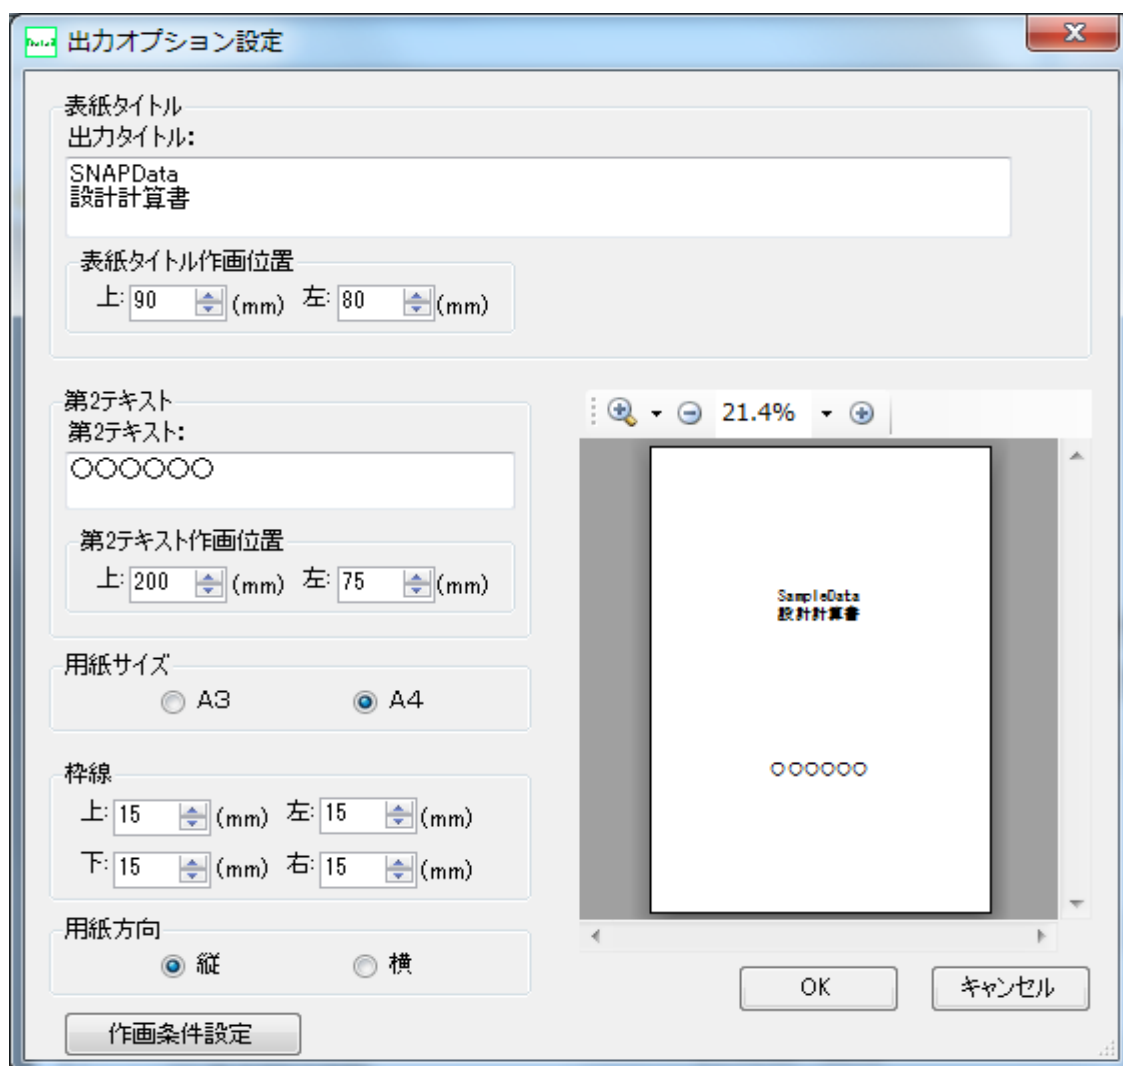 出力オプション設定
表紙タイトル
出力タイトル:
SNAPData
設計計算書
表紙タイトル作画位置
上: 90 (mm) 左: 80 (mm)
第2テキスト
第2テキスト:
○○○○○○
21.4%
第2テキスト作画位置
上: 200 (mm) 左: 75 (mm)
SampleData
設計計算書
○○○○○○
用紙サイズ
A3 A4
枠線
上: 15 (mm) 左: 15 (mm)
下: 15 (mm) 右: 15 (mm)
用紙方向
縦 横
OK キャンセル
作画条件設定